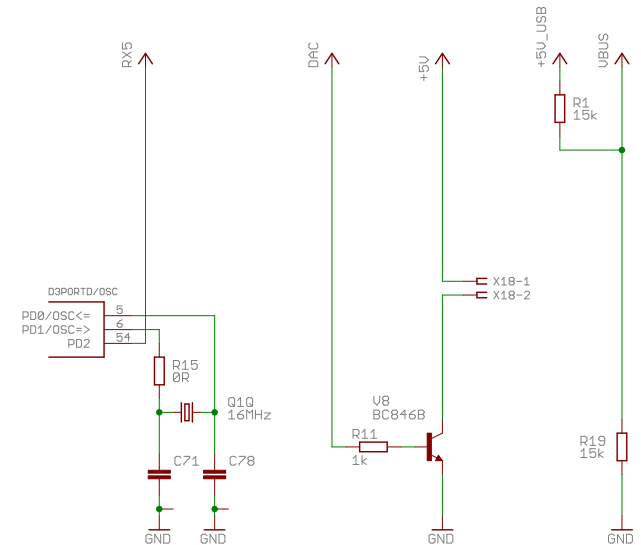 RX5
DAC
+5V
+5V_USB
VBUS
R1
15k
X18-1
X18-2
D3PORTD/OSC
PD0/OSC<=
5
PD1/OSC=>
6
PD2
54
R15
0R
Q1Q
16MHz
V8
BC846B
R11
1k
R19
15k
C71
C78
GND
GND
GND
GND